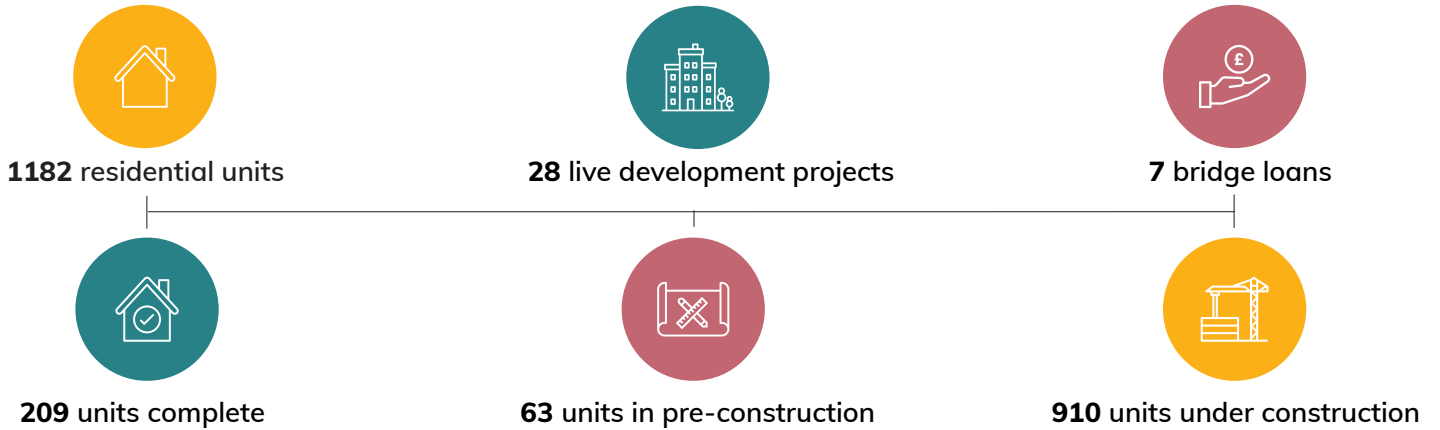 £
1182 residential units
28 live development projects
7 bridge loans
209 units complete
63 units in pre-construction
910 units under construction